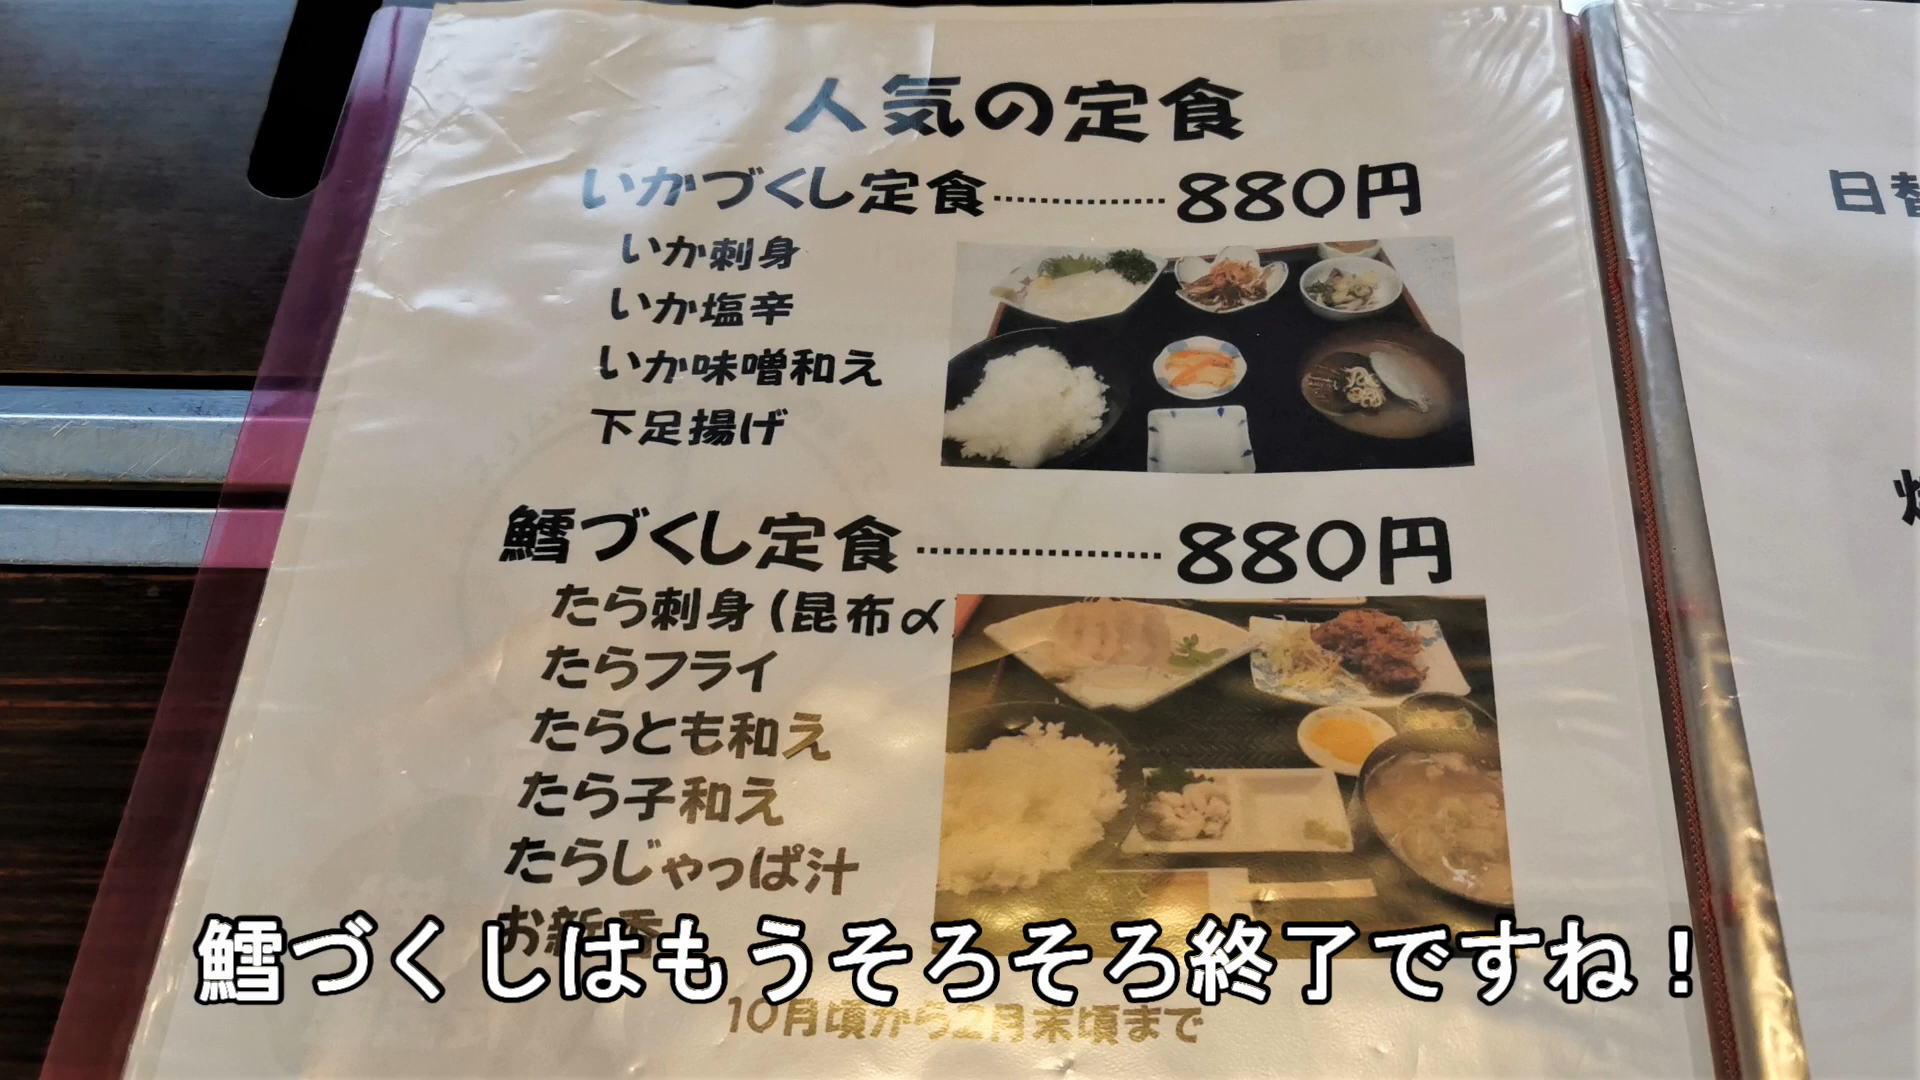 人気の定食
いかづくし定食……………880円
いか刺身
いか塩辛
いか味噌和え
下足揚げ
鱈づくし定食…………………880円
たら刺身(昆布〆
たらフライ
たらとも和え
たら子和え
たらじゃっぱ汁
お新香
鱈づくしはもうそろそろ終了ですね!
10月頃から2月末頃まで
日替